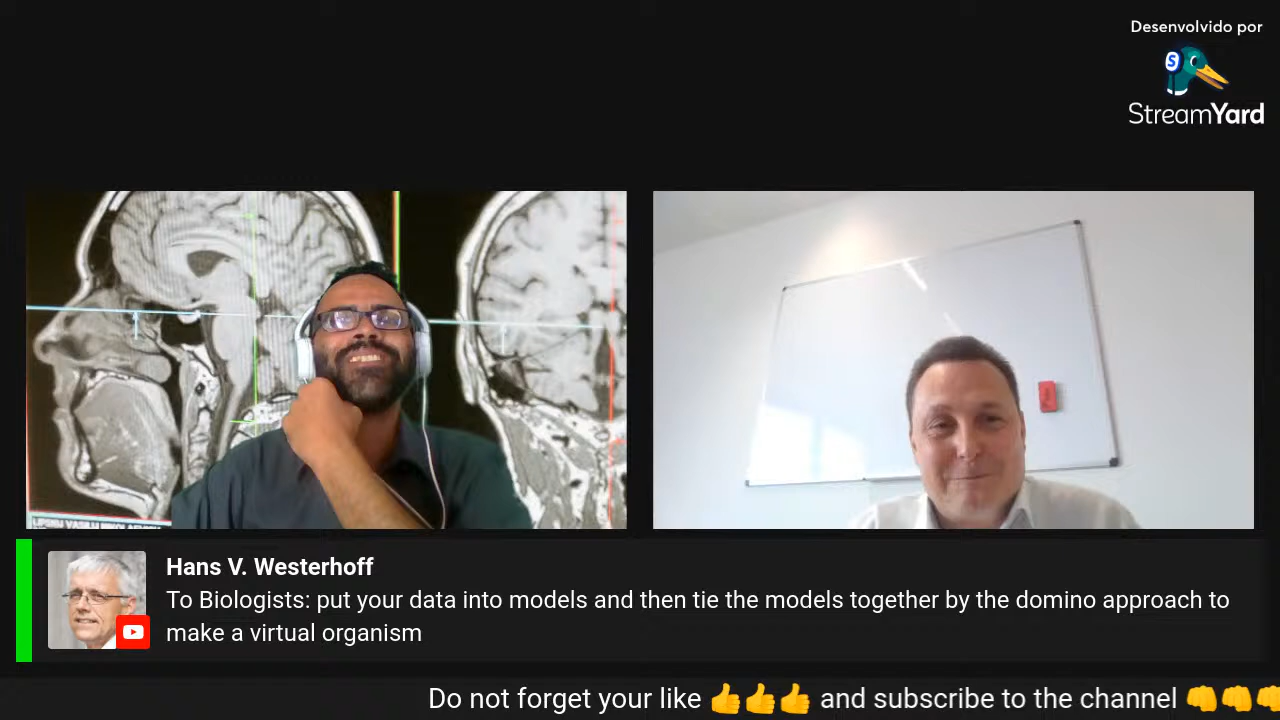 Desenvolvido por
S
StreamYard
Hans V. Westerhoff
To Biologists: put your data into models and then tie the models together by the domino approach to
make a virtual organism
Do not forget your like 👍👍👍 and subscribe to the channel 👊👊👊